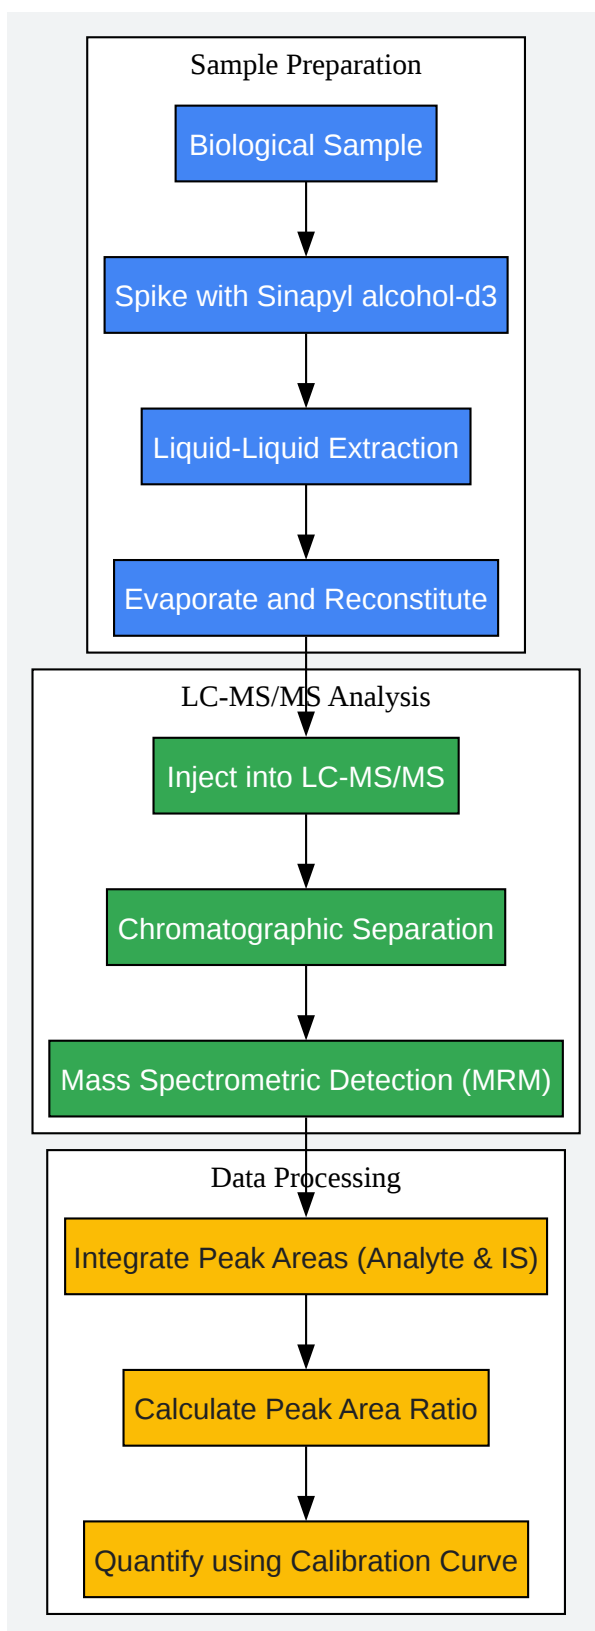 Sample Preparation
Biological Sample
Spike with Sinapyl alcohol-d3
Liquid-Liquid Extraction
Evaporate and Reconstitute
LC-MS/MS Analysis
Inject into LC-MS/MS
Chromatographic Separation
Mass Spectrometric Detection (MRM)
Data Processing
Integrate Peak Areas (Analyte & IS)
Calculate Peak Area Ratio
Quantify using Calibration Curve